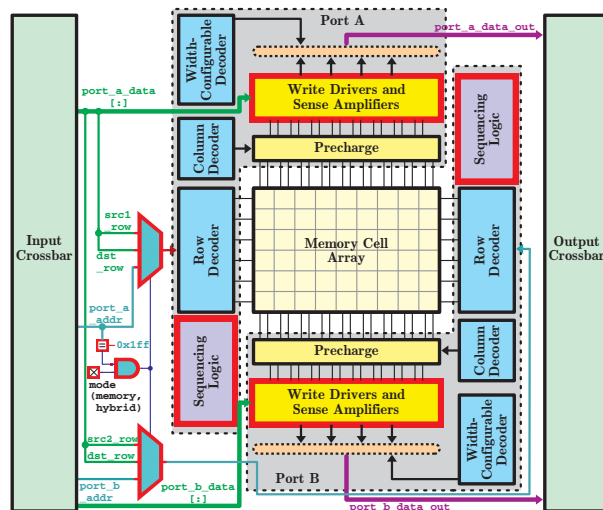 Port A
port_a_data_out
Width-
Configurable
Decoder
Write Drivers and
Sense Amplifiers
port_a_data
[:]
Sequencing
Logic
Column
Decoder
Precharge
src1
_row
dst
_row
Row
Decoder
Memory Cell
Array
Row
Decoder
Input
Crossbar
Output
Crossbar
port_a
_addr
=
0x1ff
mode
(memory,
hybrid)
Sequencing
Logic
Precharge
Column
Decoder
Write Drivers and
Sense Amplifiers
src2_row
dst_row
port_b
_addr
port_b_data
[:]
Width-
Configurable
Decoder
Port B
port_b_data_out